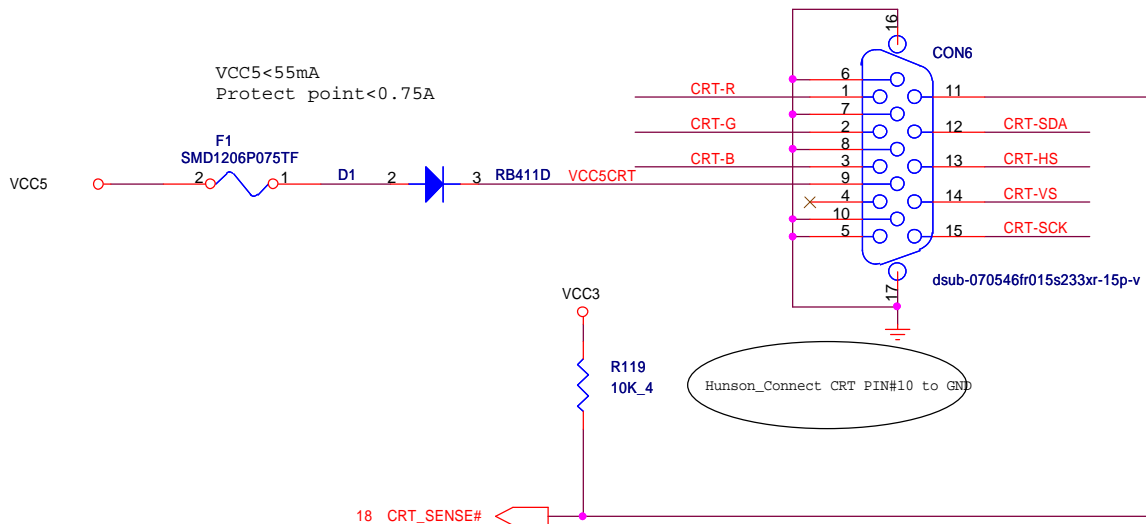 16
CON6
VCC5<55mA
Protect point<0.75A
6
CRT-R 1 11
7
CRT-G 2 12 CRT-SDA
F1
8
SMD1206P075TF
CRT-B 3 13 CRT-HS
VCC5 2 1 D1 2 3 RB411D VCC5CRT 9
4 14 CRT-VS
10
5 15 CRT-SCK
dsub-070546fr015s233xr-15p-v
17
VCC3
R119
10K_4
Hunson_Connect CRT PIN#10 to GND
18 CRT_SENSE#